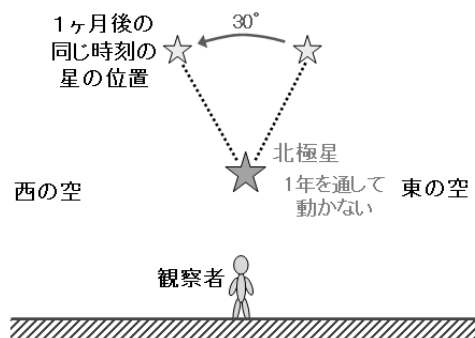 1ヶ月後の
同じ時刻の
星の位置
30°
北極星
1年を通して
動かない
西の空
東の空
観察者